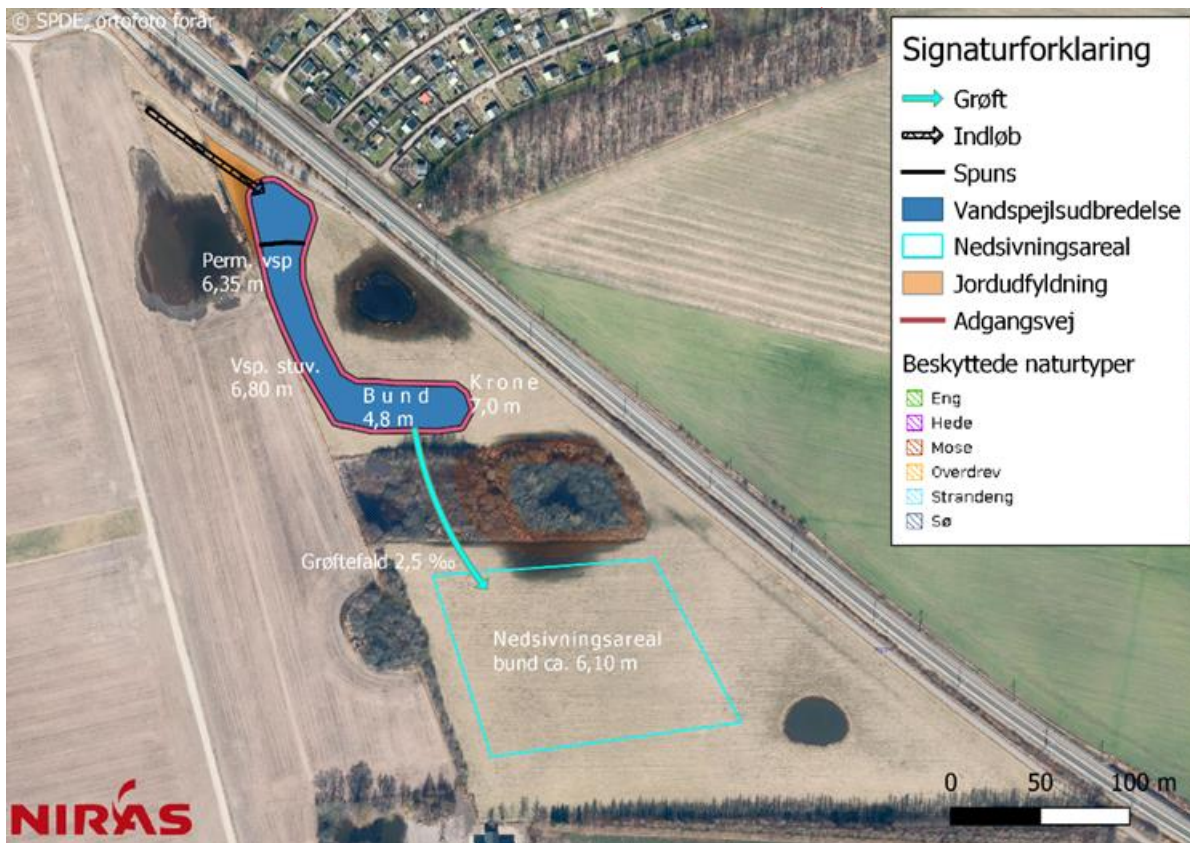 © SPDE, ortofoto forår
Perm. vsp
6,35 m
Vsp. stuv.
6,80 m
Bund
4,8 m
Krone
7,0 m
Grøftefald 2,5 ‰
Nedsivningsareal
bund ca. 6,10 m
Signaturforklaring
Grøft
Indløb
Spuns
Vandspejlsudbredelse
Nedsivningsareal
Jordudfyldning
Adgangsvej
Beskyttede naturtyper
Eng
Hede
Mose
Overdrev
Strandeng
Sø
0 50 100 m
NIRAS